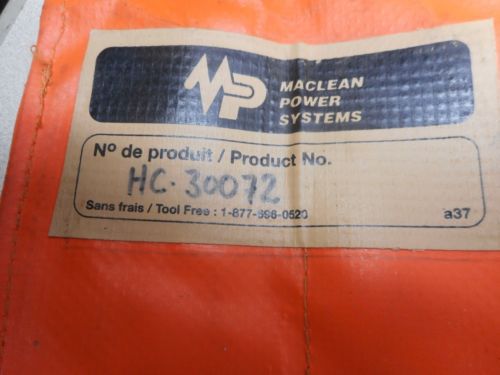 MP
MACLEAN
POWER
SYSTEMS
Nº de produit / Product No.
HC-30072
Sans frais / Tool Free : 1-877-696-0520
a37